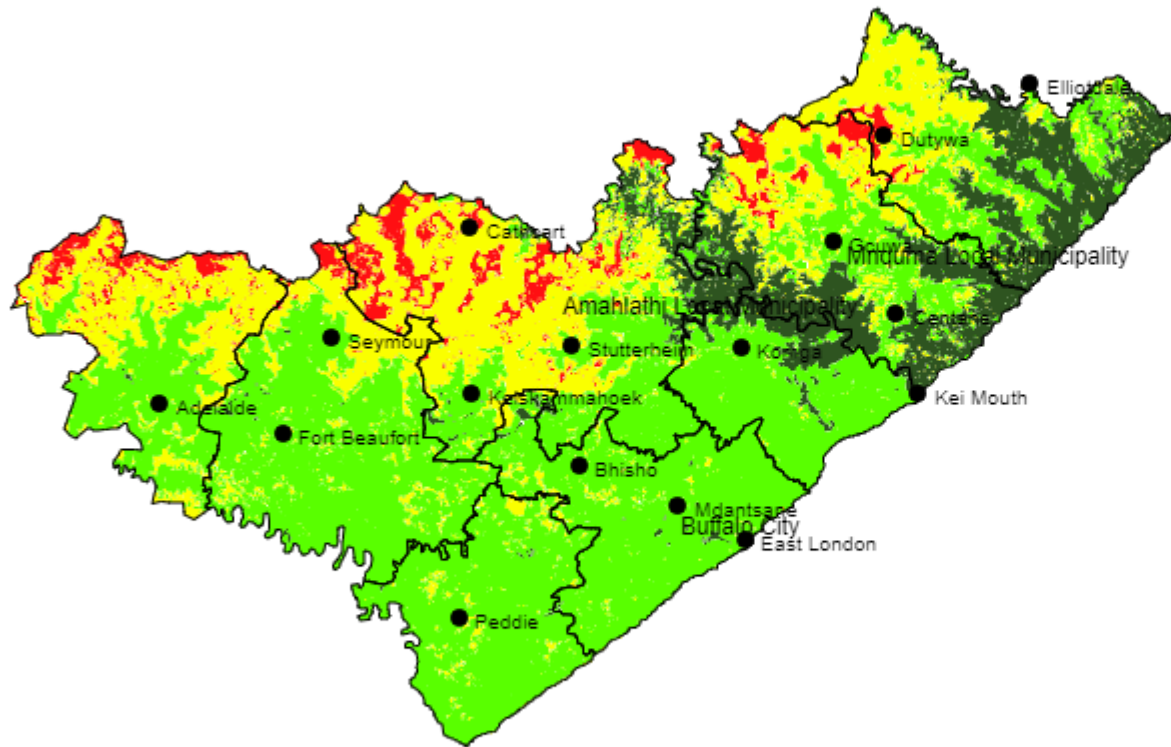 Elliotdale
Dutywa
Cathcart
Gcuwa
Mnquma Local Municipality
Amahlathi Local Municipality
Centane
Seymour
Stutterheim
Komga
Keiskammahoek
Kei Mouth
Adelaide
Fort Beaufort
Bhisho
Mdantsane
Buffalo City
East London
Peddie